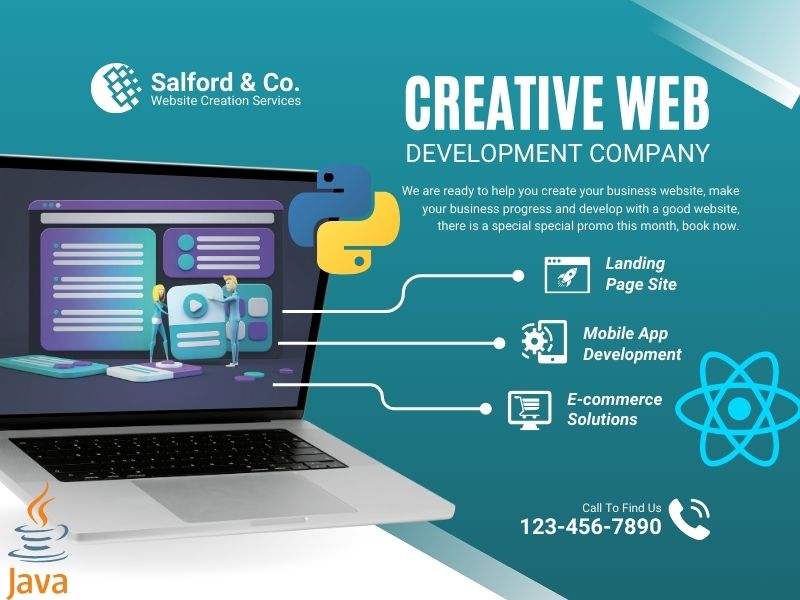 Salford & Co.
Website Creation Services
CREATIVE WEB
DEVELOPMENT COMPANY
We are ready to help you create your business website, make
your business progress and develop with a good website,
there is a special special promo this month, book now.
Landing
Page Site
Mobile App
Development
E-commerce
Solutions
Call To Find Us
123-456-7890
Java